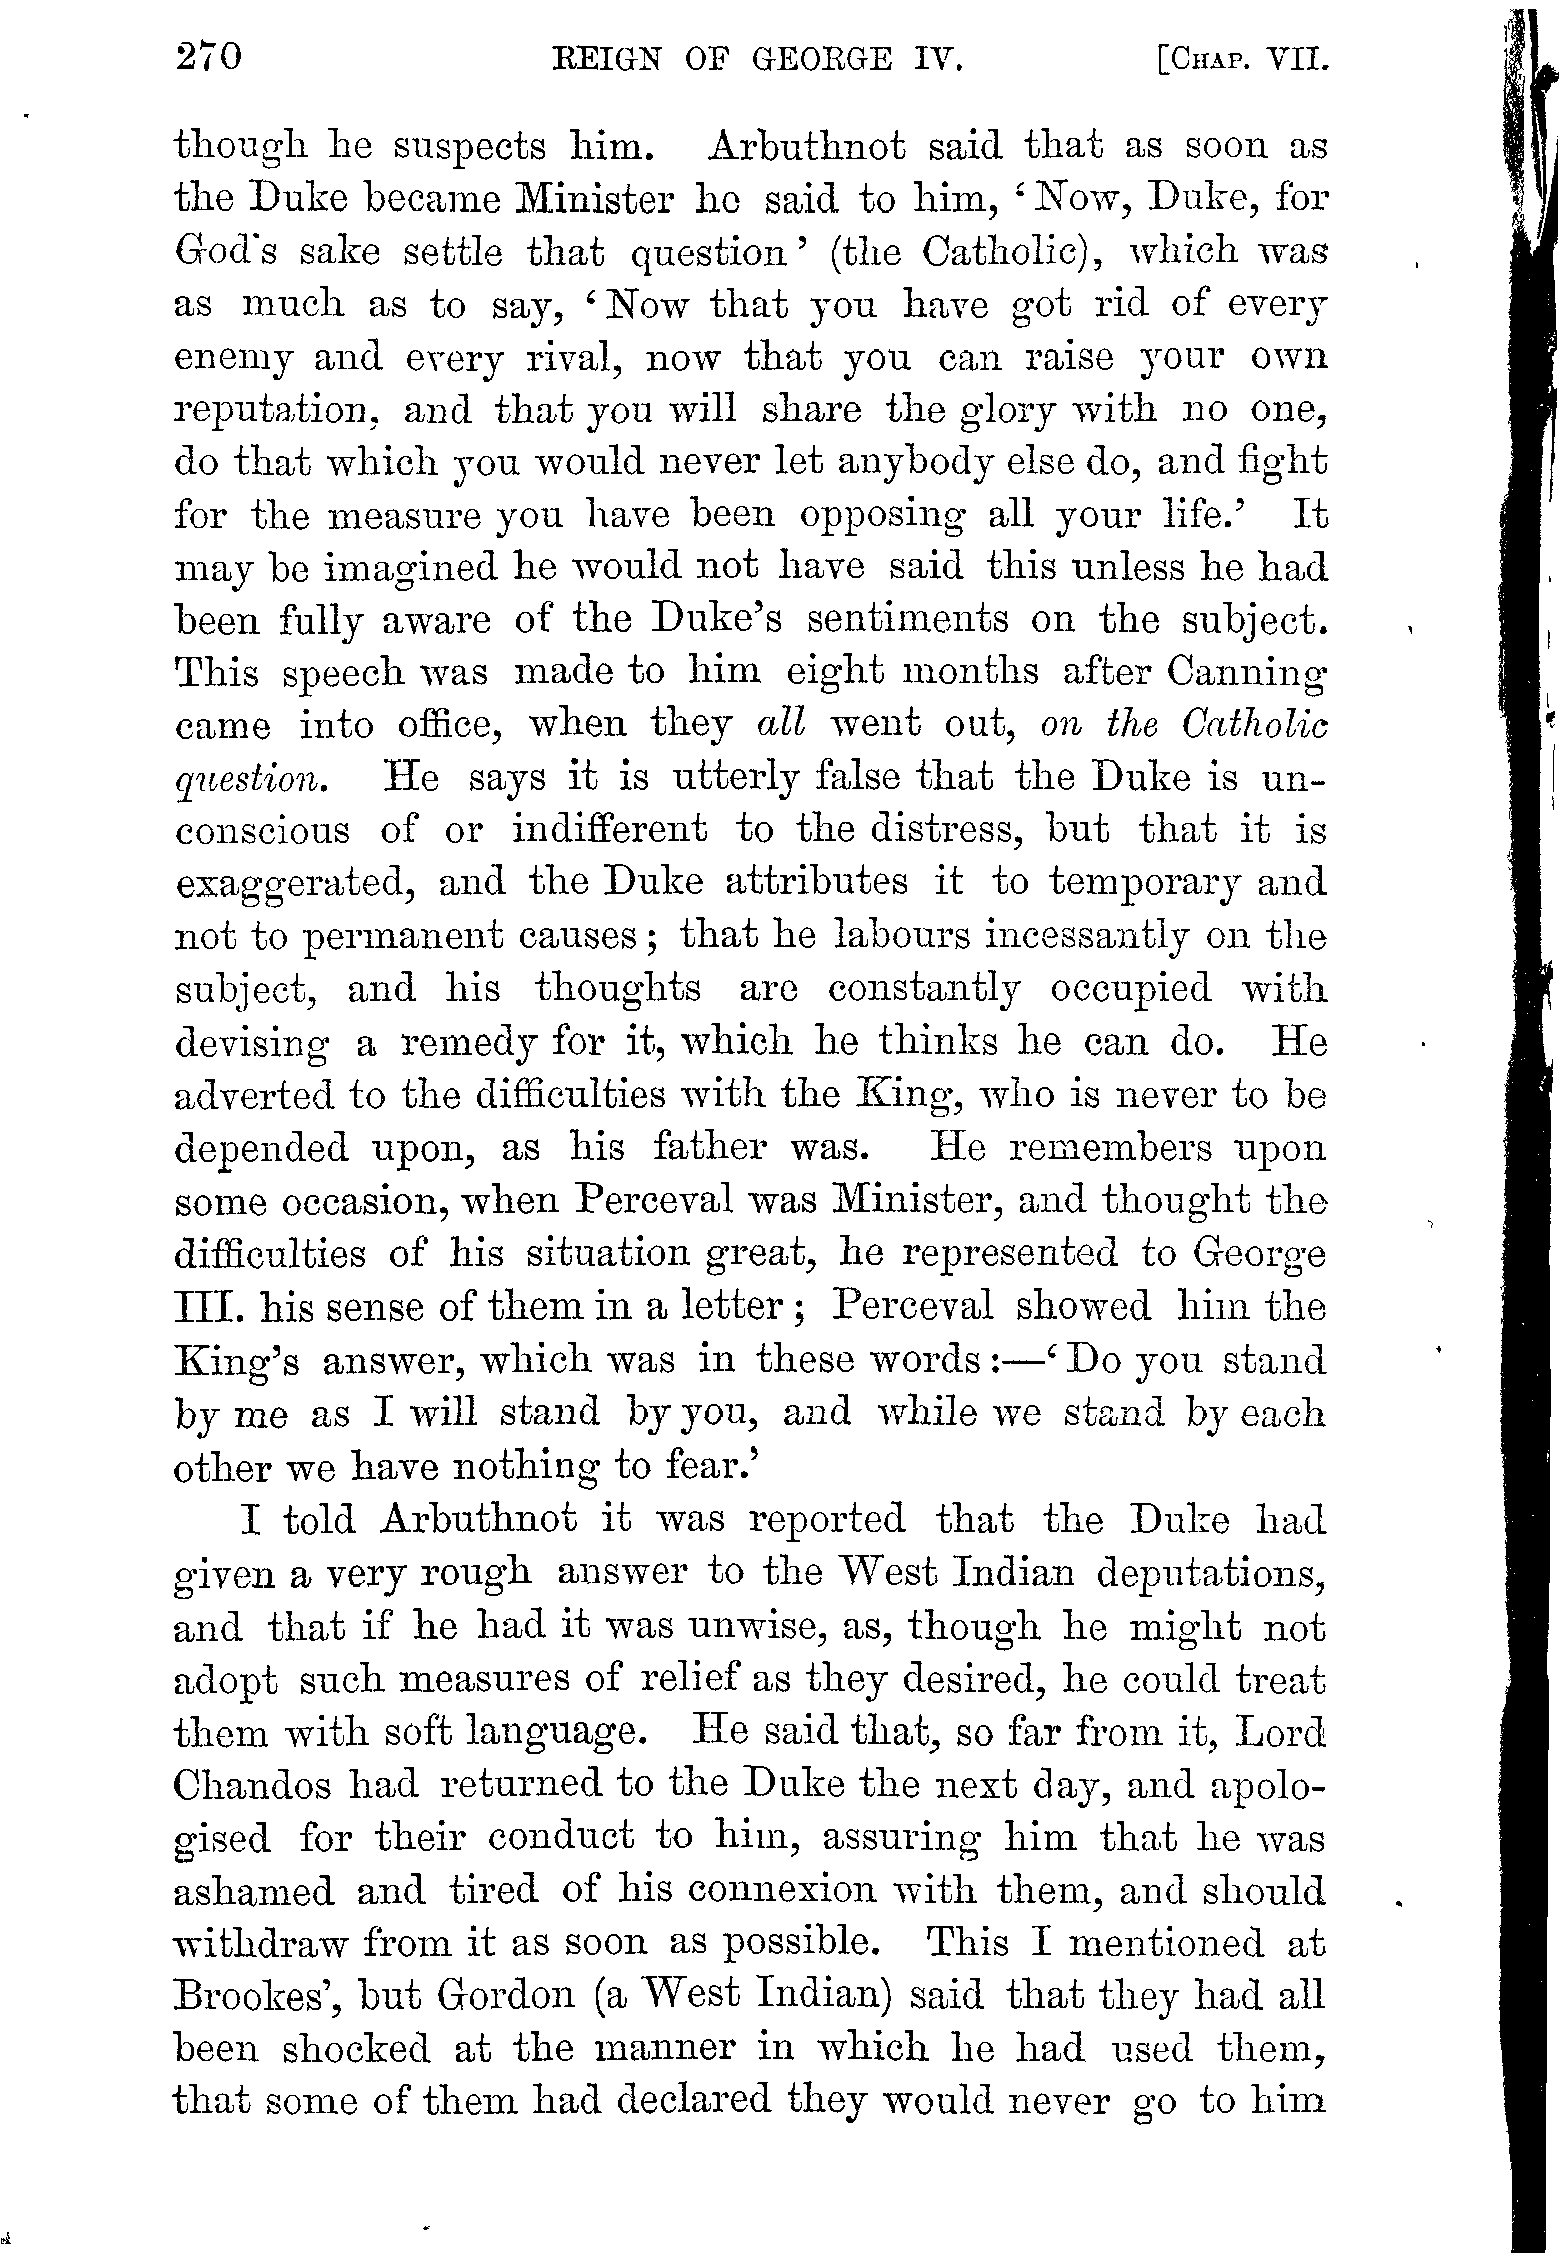 270 REIGN OF GEORGE IV. [CHAP. VII.
though he suspects him. Arbuthnot said that as soon as
the Duke became Minister he said to him, ‘Now, Duke, for
God's sake settle that question’ (the Catholic), which was
as much as to say, ‘Now that you have got rid of every
enemy and every rival, now that you can raise your own
reputation, and that you will share the glory with no one,
do that which you would never let anybody else do, and fight
for the measure you have been opposing all your life.’ It
may be imagined he would not have said this unless he had
been fully aware of the Duke’s sentiments on the subject.
This speech was made to him eight months after Canning
came into office, when they all went out, on the Catholic
question. He says it is utterly false that the Duke is un-
conscious of or indifferent to the distress, but that it is
exaggerated, and the Duke attributes it to temporary and
not to permanent causes; that he labours incessantly on the
subject, and his thoughts are constantly occupied with
devising a remedy for it, which he thinks he can do. He
adverted to the difficulties with the King, who is never to be
depended upon, as his father was. He remembers upon
some occasion, when Perceval was Minister, and thought the
difficulties of his situation great, he represented to George
III. his sense of them in a letter; Perceval showed him the
King’s answer, which was in these words:—‘Do you stand
by me as I will stand by you, and while we stand by each
other we have nothing to fear.’
I told Arbuthnot it was reported that the Duke had
given a very rough answer to the West Indian deputations,
and that if he had it was unwise, as, though he might not
adopt such measures of relief as they desired, he could treat
them with soft language. He said that, so far from it, Lord
Chandos had returned to the Duke the next day, and apolo-
gised for their conduct to him, assuring him that he was
ashamed and tired of his connexion with them, and should
withdraw from it as soon as possible. This I mentioned at
Brookes’, but Gordon (a West Indian) said that they had all
been shocked at the manner in which he had used them,
that some of them had declared they would never go to him